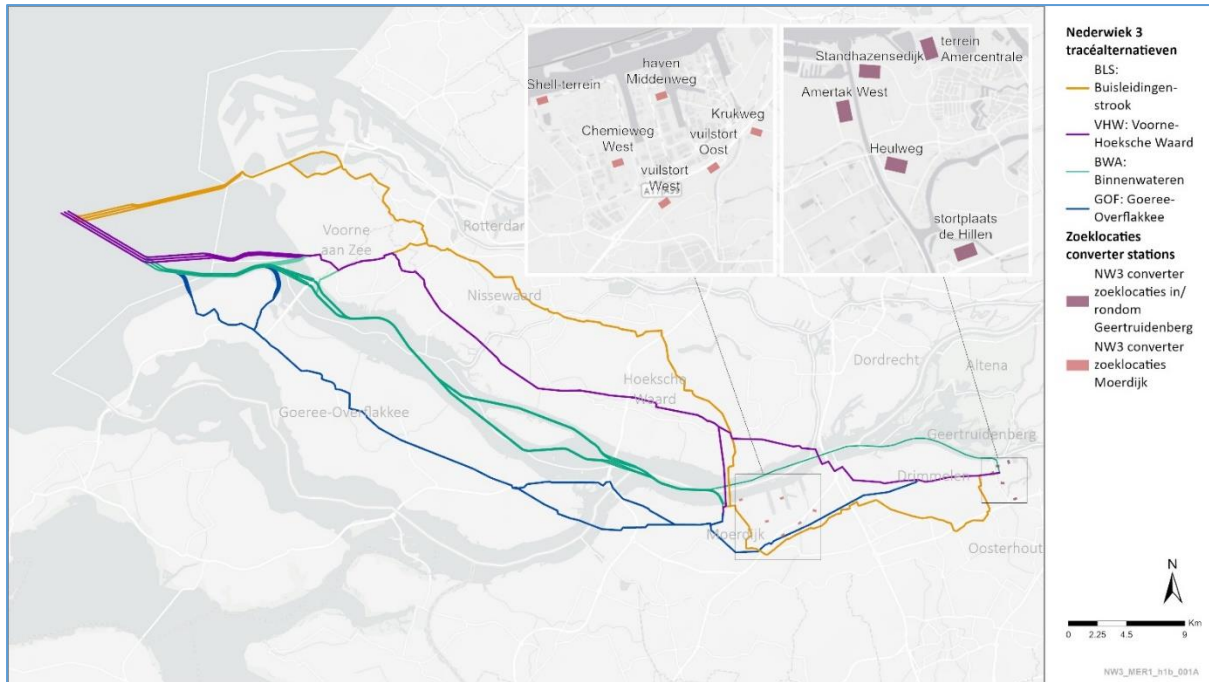 Shell-terrein
haven
Middenweg
Krukweg
Chemieweg
West
vuilstort
Oost
vuilstort
West
Standhazensedijk
terrein
Amercentrale
Amertak West
Heulweg
stortplaats
de Hillen
Voorne
aan Zee
Rotterdam
Nissewaard
Hoeksche
Waard
Dordrecht
Altena
Goeree-Overflakkee
Geertruidenberg
Drimmelen
Moerdijk
Oosterhout
Nederwiek 3
tracéalternatieven
BLS:
Buisleidingen-
strook
VHW: Voorne-
Hoeksche Waard
BWA:
Binnenwateren
GOF: Goeree-
Overflakkee
Zoeklocaties
converter stations
NW3 converter
zoeklocaties in/
rondom
Geertruidenberg
NW3 converter
zoeklocaties
Moerdijk
N
Km
0 2.25 4.5 9
NW3_MER1_h1b_001A